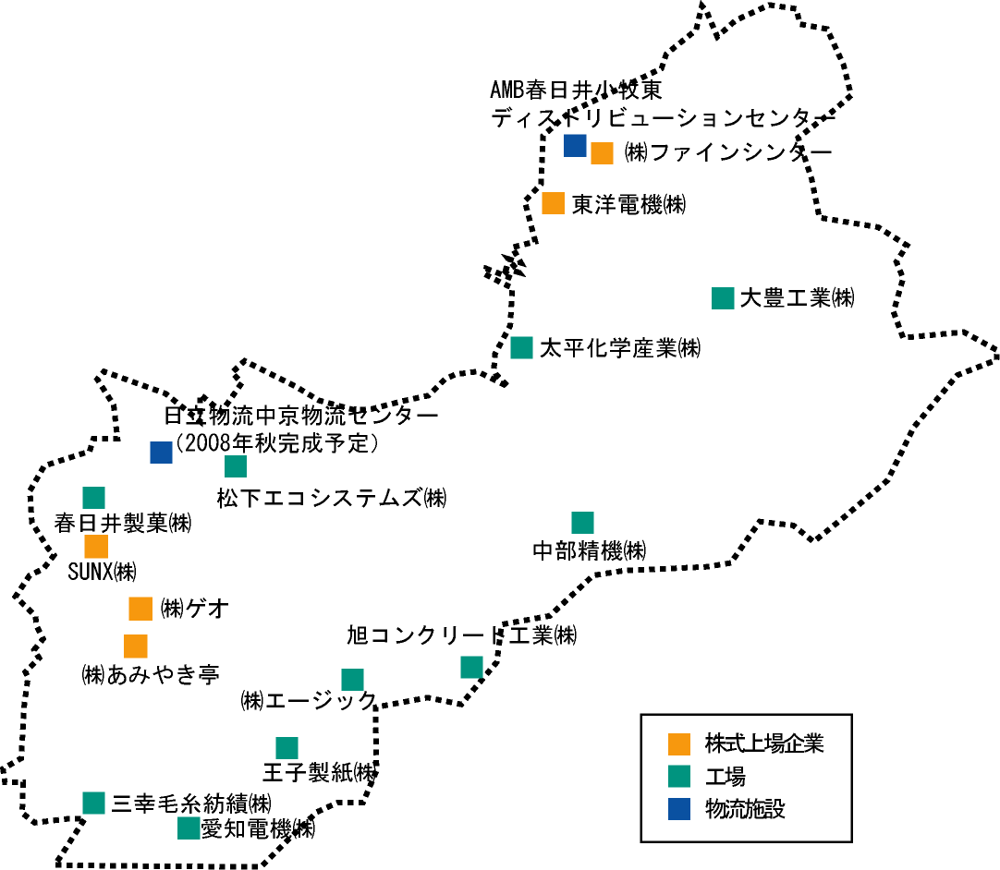 AMB春日井小牧東
ディストリビューションセンター
㈱ファインシンター
東洋電機㈱
大豊工業㈱
太平化学産業㈱
日立物流中京物流センター
（2008年秋完成予定）
松下エコシステムズ㈱
春日井製菓㈱
中部精機㈱
SUNX㈱
㈱ゲオ
旭コンクリート工業㈱
㈱あみやき亭
㈱エージック
王子製紙㈱
三幸毛糸紡績㈱
愛知電機㈱
株式上場企業
工場
物流施設